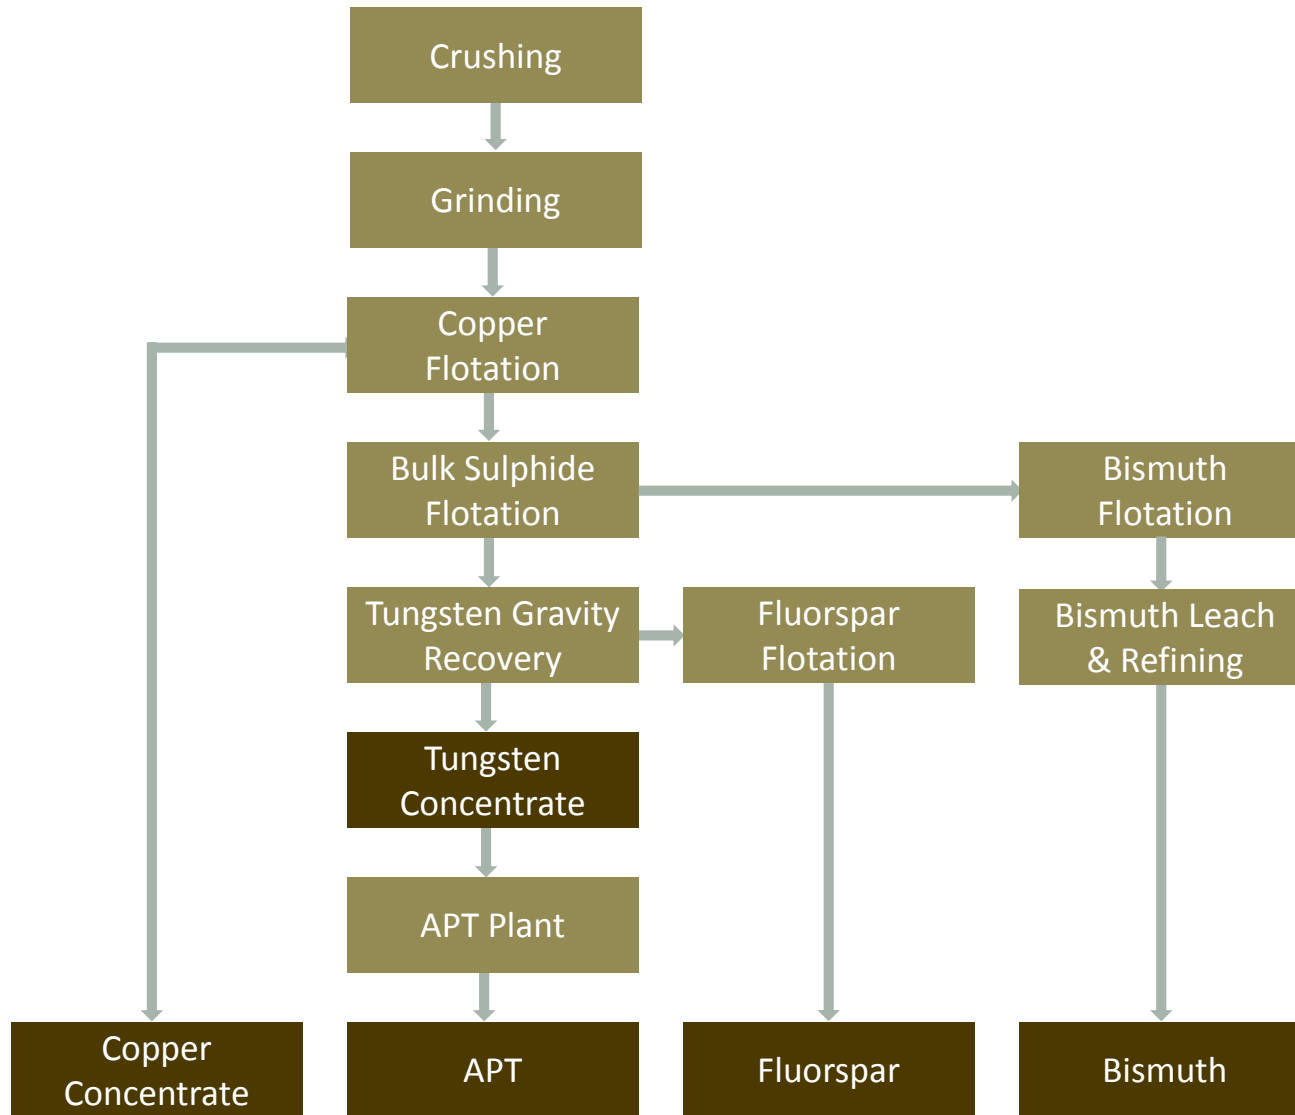 Crushing
Grinding
Copper
Flotation
Bulk Sulphide
Flotation
Bismuth
Flotation
Tungsten Gravity
Recovery
Fluorspar
Flotation
Bismuth Leach
& Refining
Tungsten
Concentrate
APT Plant
Copper
Concentrate
APT
Fluorspar
Bismuth